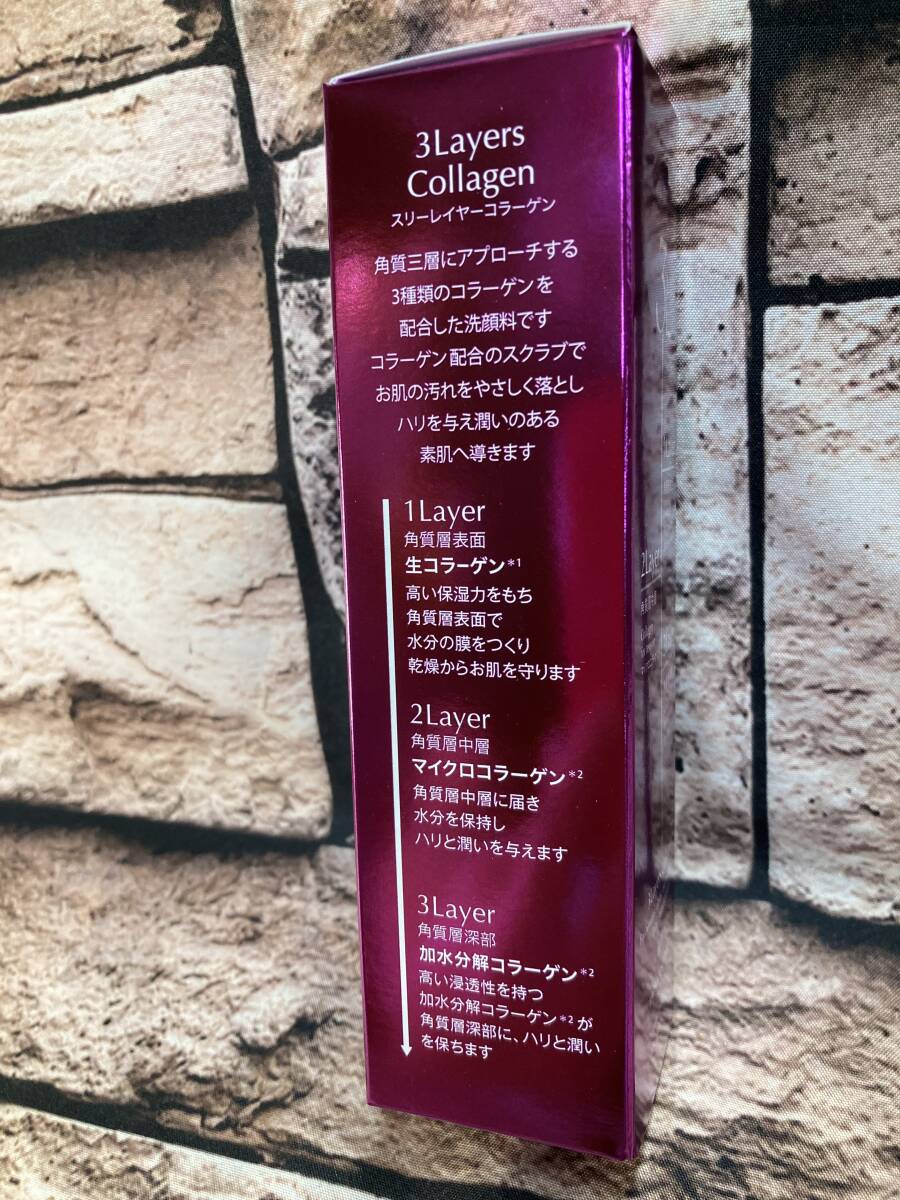 3Layers
Collagen
スリーレイヤーコラーゲン
角質三層にアプローチする
3種類のコラーゲンを
配合した洗顔料です
コラーゲン配合のスクラブで
お肌の汚れをやさしく落とし
ハリを与え潤いのある
素肌へ導きます
1Layer
角質層表面
生コラーゲン*1
高い保湿力をもち
角質層表面で
水分の膜をつくり
乾燥からお肌を守ります
2Layer
角質層中層
マイクロコラーゲン*2
角質層中層に届き
水分を保持し
ハリと潤いを与えます
3Layer
角質層深部
加水分解コラーゲン*2
高い浸透性を持つ
加水分解コラーゲン*2が
角質層深部に、ハリと潤い
を保ちます
2Layer